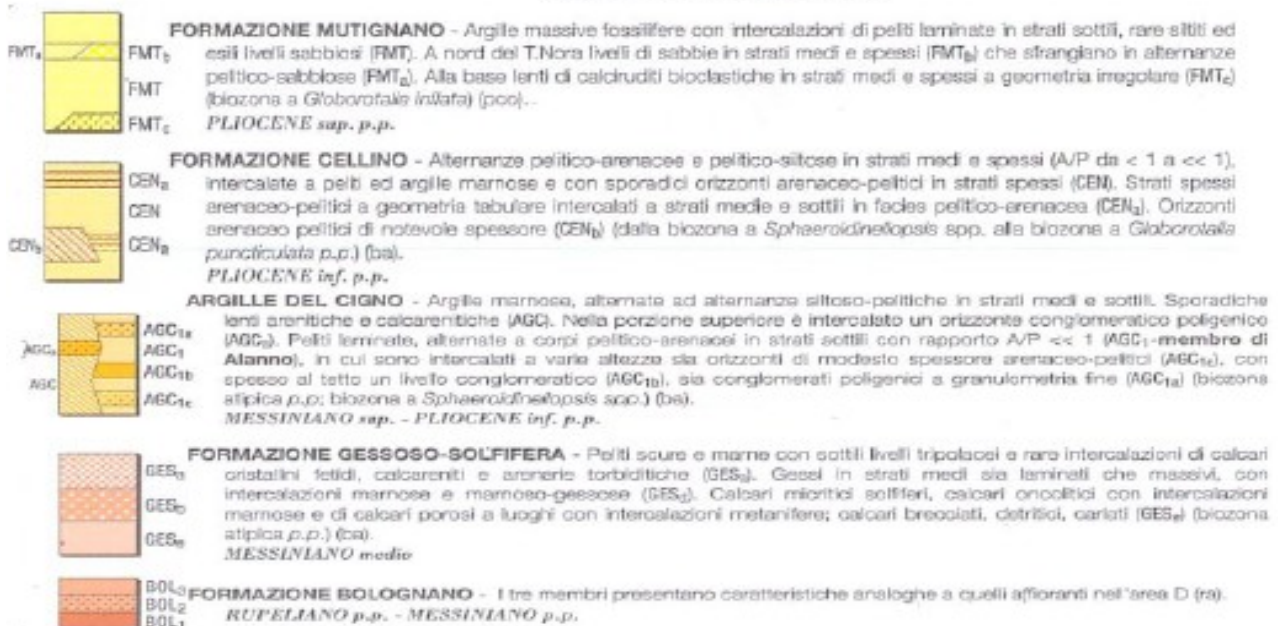 FORMAZIONE MUTIGNANO - Argille massive fossilifere con intercalazioni di peliti laminate in strati sottili, rare siltiti ed
esili livelli sabbiosi (FMT). A nord del T.Nora livelli di sabbie in strati medi e spessi (FMTb) che sfrangiano in alternanze
pelitico-sabbiose (FMTa). Alla base lenti di calciruditi bioclastiche in strati medi e spessi a geometria irregolare (FMTc)
(biozona a Globorotalia inflata) (pco)..
PLIOCENE sup. p.p.
FMTa
FMTb
FMT
FMTc
FORMAZIONE CELLINO - Alternanze pelitico-arenacee e pelitico-siltose in strati medi e spessi (A/P da < 1 a << 1),
intercalate a peliti ed argille marnose e con sporadici orizzonti arenaceo-pelitici in strati spessi (CEN). Strati spessi
arenaceo-pelitici a geometria tabulare intercalati a strati medie e sottili in facies pelitico-arenacea (CENa). Orizzonti
arenaceo pelitici di notevole spessore (CENb) (dalla biozona a Sphaeroidinellopsis spp. alla biozona a Globorotalia
puncticulata p.p.) (ba).
PLIOCENE inf. p.p.
CENa
CEN
CENb
CENa
ARGILLE DEL CIGNO - Argille marnose, alternate ad alternanze siltoso-pelitiche in strati medi e sottili. Sporadiche
lenti arenitiche e calcarenitiche (AGC). Nella porzione superiore è intercalato un orizzonte conglomeratico poligenico
(AGCa). Peliti laminate, alternate a corpi pelitico-arenacei in strati sottili con rapporto A/P << 1 (AGC1-membro di
Alanno), in cui sono intercalati a varie altezze sia orizzonti di modesto spessore arenaceo-pelitici (AGC1c), con
spesso al tetto un livello conglomeratico (AGC1b), sia conglomerati poligenici a granulometria fine (AGC1a) (biozona
atipica p.p; biozona a Sphaeroidinellopsis spp.) (ba).
MESSINIANO sup. - PLIOCENE inf. p.p.
AGCa
AGC
AGC1a
AGC1
AGC1b
AGC1c
FORMAZIONE GESSOSO-SOLFIFERA - Peliti scure e marne con sottili livelli tripolacei e rare intercalazioni di calcari
cristallini fetidi, calcareniti e arenarie torbiditiche Gessi in strati medi sia laminati che massivi, con
intercalazioni marnose e marnoso-gessose Calcari micritici solfiferi, calcari oncolitici con intercalazioni
marnose e di calcari porosi a luoghi con intercalazioni metanifere; calcari brecciati, detritici, cariati (GESe) (biozona
atipica p.p.) (ba).
MESSINIANO medio
GESe
FORMAZIONE BOLOGNANO - I tre membri presentano caratteristiche analoghe a quelli affioranti nell'area D (ra).
RUPELIANO p.p. - MESSINIANO p.p.
BOL3
BOL2
BOL1